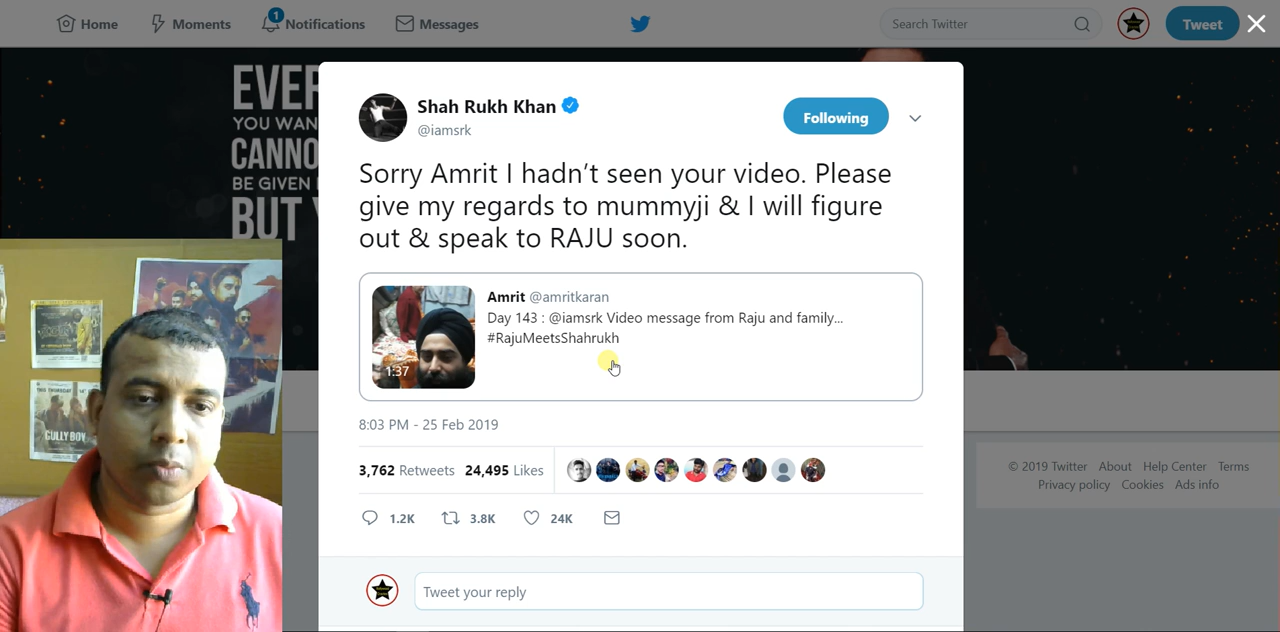 Home
Moments
1
Notifications
Messages
Search Twitter
Tweet
EVER
YOU WAN
CANNO
BE GIVEN
BUT Y
Shah Rukh Khan
@iamsrk
Following
Sorry Amrit I hadn't seen your video. Please
give my regards to mummyji & I will figure
out & speak to RAJU soon.
Amrit @amritkaran
Day 143 : @iamsrk Video message from Raju and family...
#RajuMeetsShahrukh
1:37
8:03 PM - 25 Feb 2019
3,762 Retweets 24,495 Likes
1.2K
3.8K
24K
Tweet your reply
© 2019 Twitter About Help Center Terms
Privacy policy Cookies Ads info
GULLY BOY